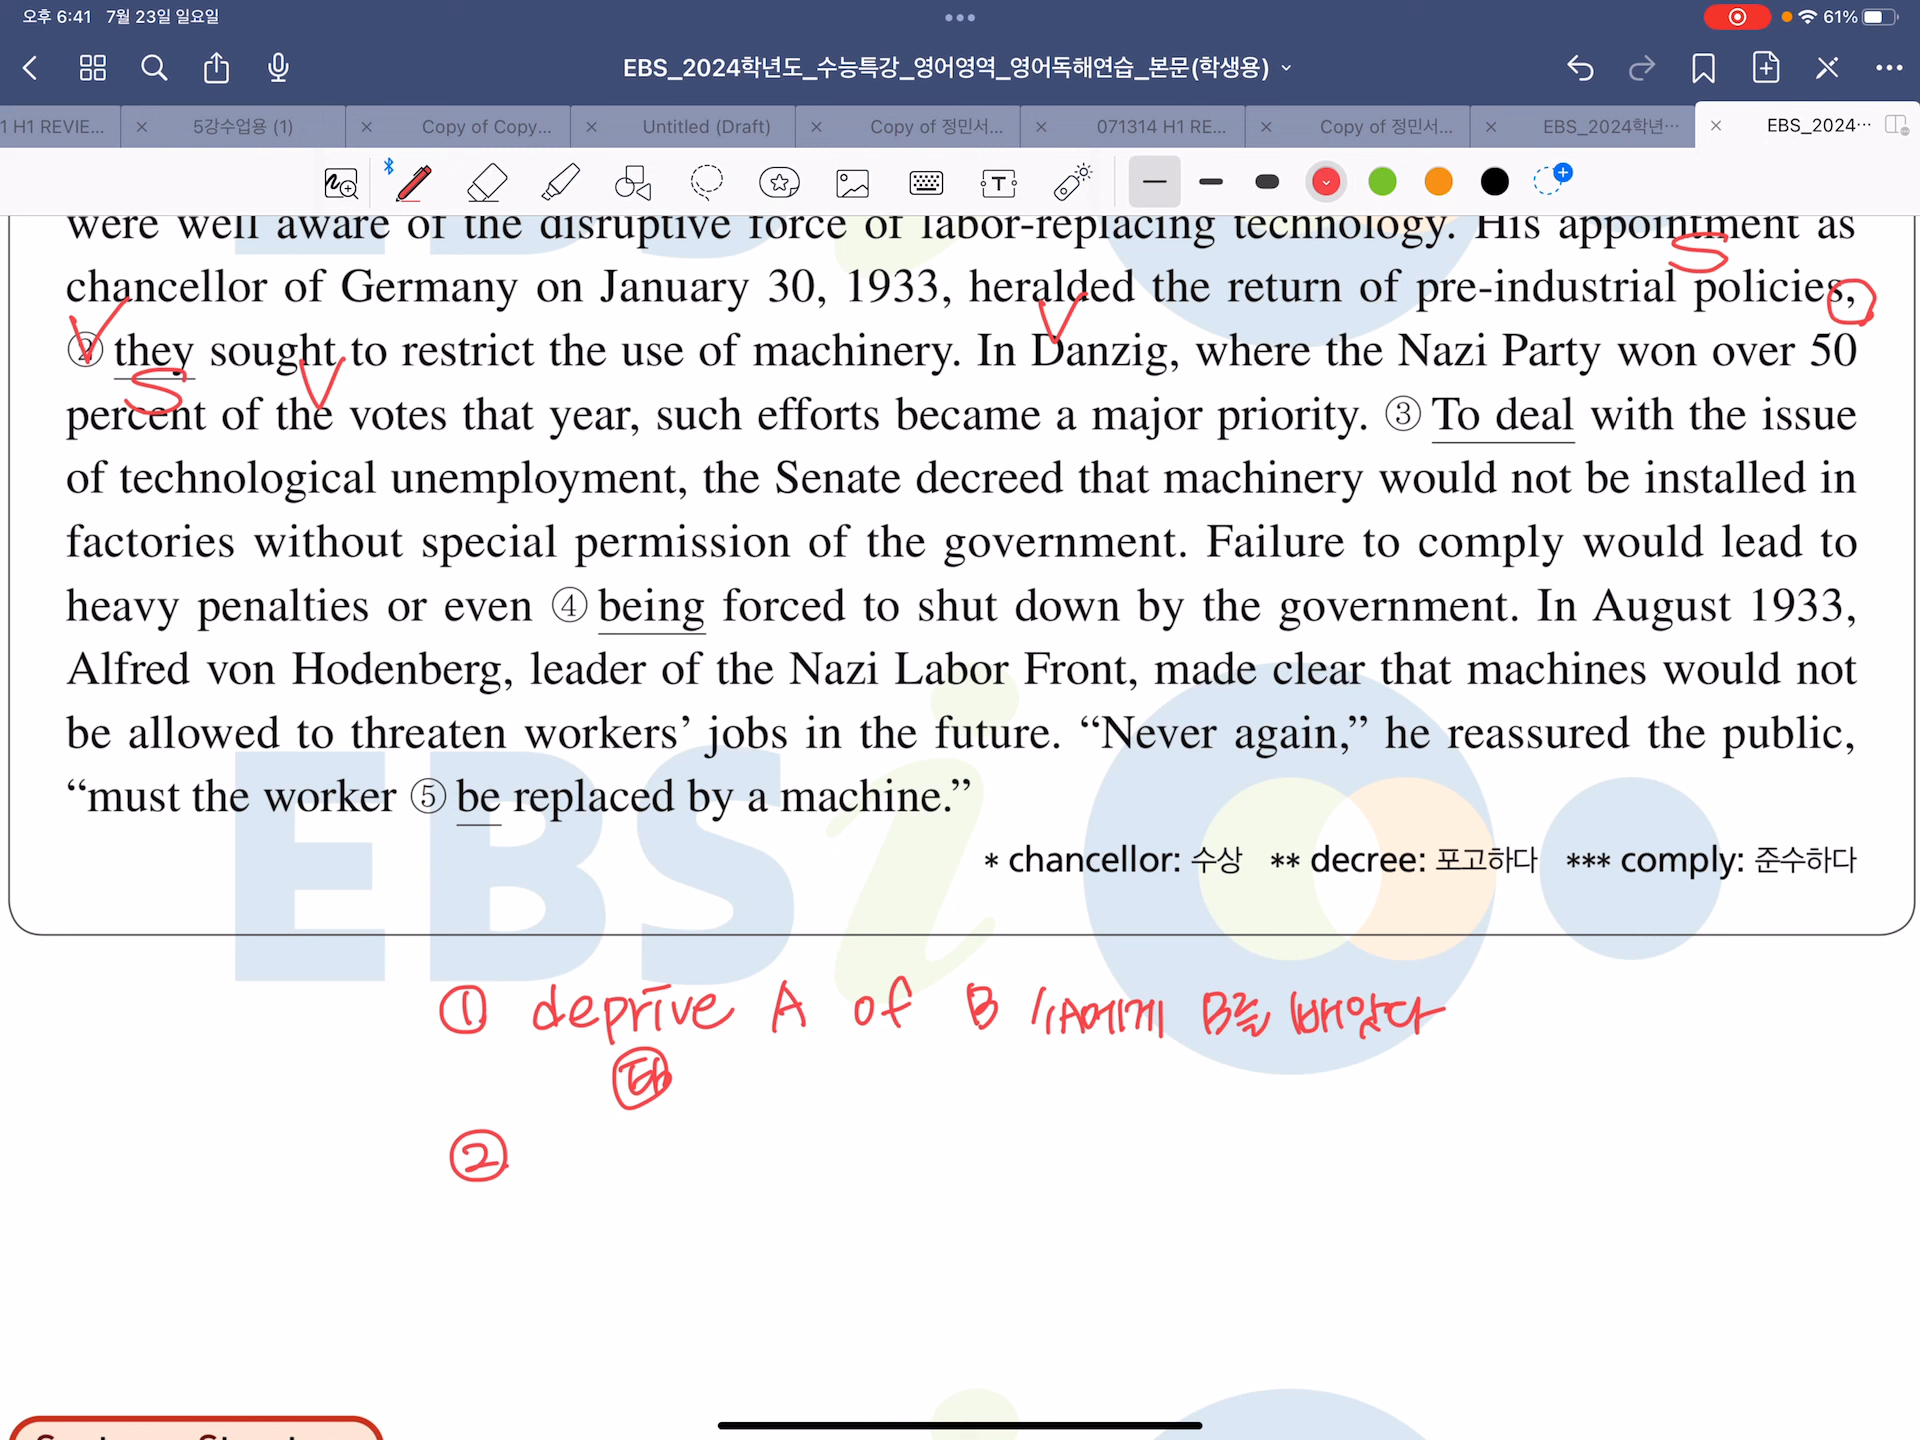 오후 6:41 7월 23일 일요일
61%
EBS_2024학년도_수능특강_영어영역_영어독해연습_본문(학생용)
1 H1 REVIE... 5강수업용 (1) Copy of Copy... Untitled (Draft) Copy of 정민서... 071314 H1 RE... Copy of 정민서... EBS_2024학년··· EBS_2024···
were well aware of the disruptive force of labor-replacing technology. His appointment as
S
chancellor of Germany on January 30, 1933, heralded the return of pre-industrial policies,
V V
② they sought to restrict the use of machinery. In Danzig, where the Nazi Party won over 50
S V
percent of the votes that year, such efforts became a major priority. ③ To deal with the issue
of technological unemployment, the Senate decreed that machinery would not be installed in
factories without special permission of the government. Failure to comply would lead to
heavy penalties or even ④ being forced to shut down by the government. In August 1933,
Alfred von Hodenberg, leader of the Nazi Labor Front, made clear that machines would not
be allowed to threaten workers’ jobs in the future. “Never again,” he reassured the public,
“must the worker ⑤ be replaced by a machine.”
* chancellor: 수상 ** decree: 포고하다 *** comply: 준수하다
EBSi
① deprive A of B // A에게 B를 빼앗다
②